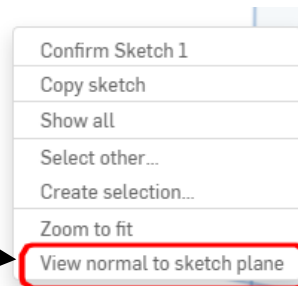 Confirm Sketch 1
Copy sketch
Show all
Select other...
Create selection...
Zoom to fit
View normal to sketch plane